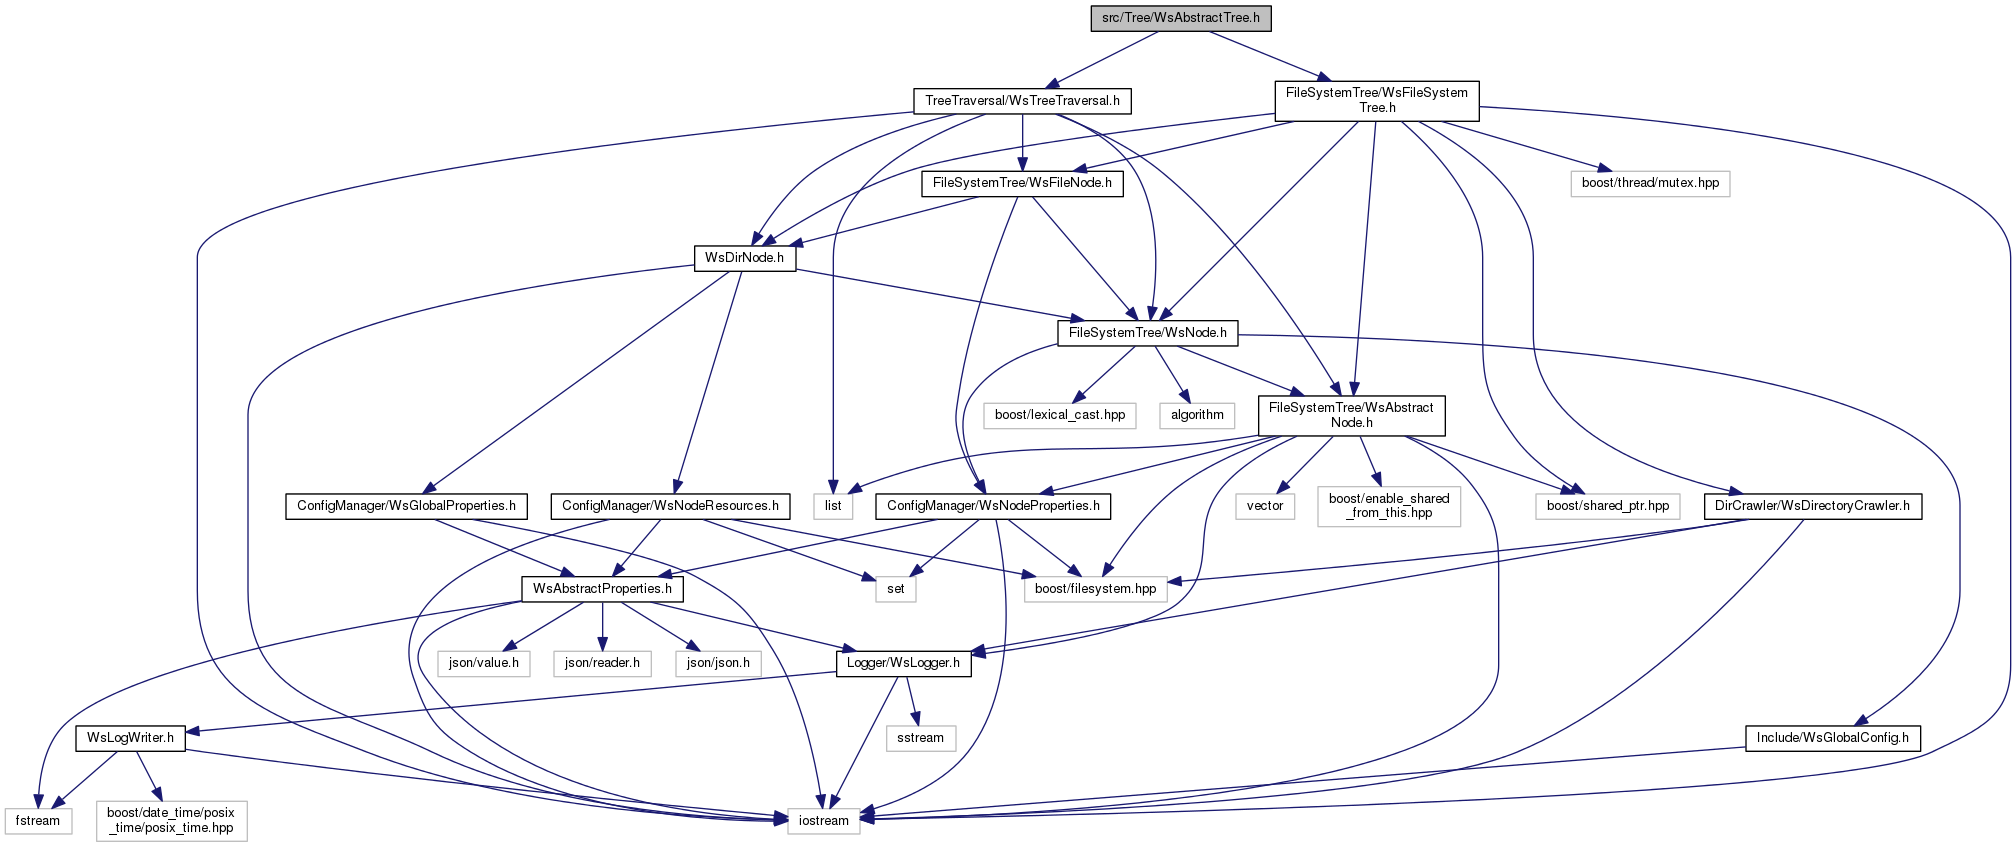 src/Tree/WsAbstractTree.h
TreeTraversal/WsTreeTraversal.h
FileSystemTree/WsFileSystem
Tree.h
FileSystemTree/WsFileNode.h
boost/thread/mutex.hpp
WsDirNode.h
FileSystemTree/WsNode.h
boost/lexical_cast.hpp
algorithm
FileSystemTree/WsAbstract
Node.h
ConfigManager/WsGlobalProperties.h
ConfigManager/WsNodeResources.h
list
ConfigManager/WsNodeProperties.h
vector
boost/enable_shared
_from_this.hpp
boost/shared_ptr.hpp
DirCrawler/WsDirectoryCrawler.h
WsAbstractProperties.h
set
boost/filesystem.hpp
json/value.h
json/reader.h
json/json.h
Logger/WsLogger.h
WsLogWriter.h
sstream
Include/WsGlobalConfig.h
fstream
boost/date_time/posix
_time/posix_time.hpp
iostream